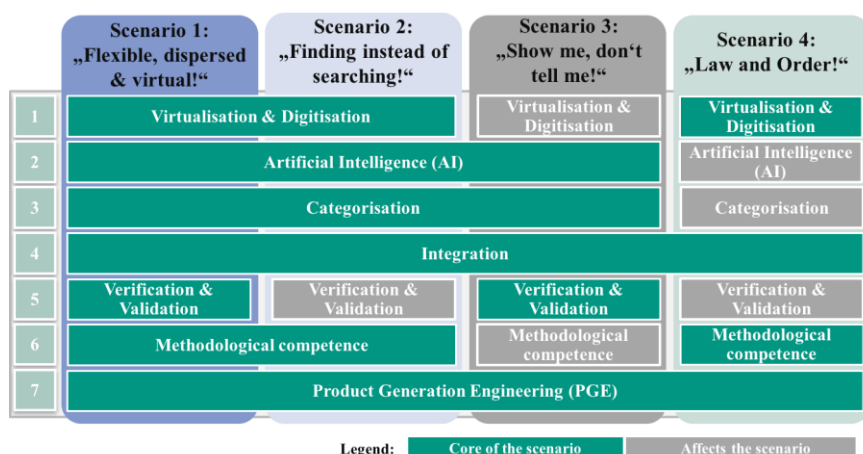 Scenario 1:
„Flexible, dispersed
& virtual!“
Scenario 2:
„Finding instead of
searching!“
Scenario 3:
„Show me, don‘t
tell me!“
Scenario 4:
„Law and Order!“
1
Virtualisation & Digitisation
Virtualisation &
Digitisation
Virtualisation &
Digitisation
2
Artificial Intelligence (AI)
Artificial Intelligence
(AI)
3
Categorisation
Categorisation
4
Integration
5
Verification &
Validation
Verification &
Validation
Verification &
Validation
Verification &
Validation
6
Methodological competence
Methodological
competence
Methodological
competence
7
Product Generation Engineering (PGE)
Legend:
Core of the scenario
Affects the scenario